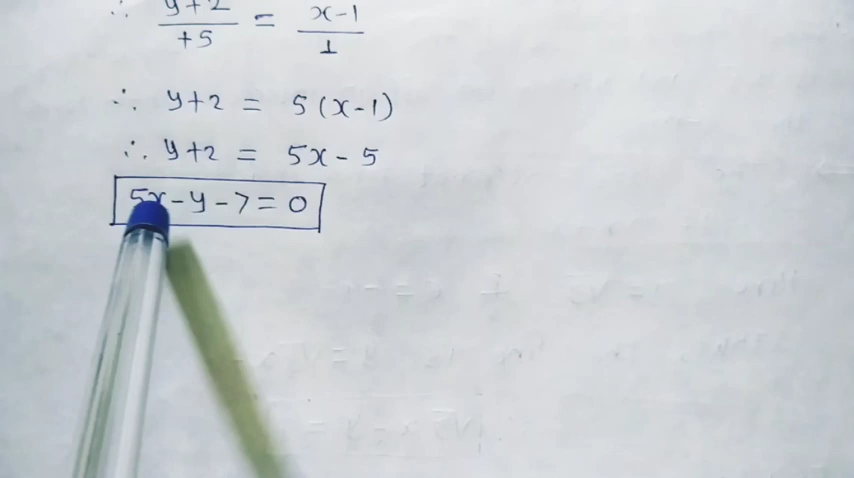 ∴ y+2 / +5 = x-1 / 1
∴ y+2 = 5(x-1)
∴ y+2 = 5x - 5
5x - y - 7 = 0